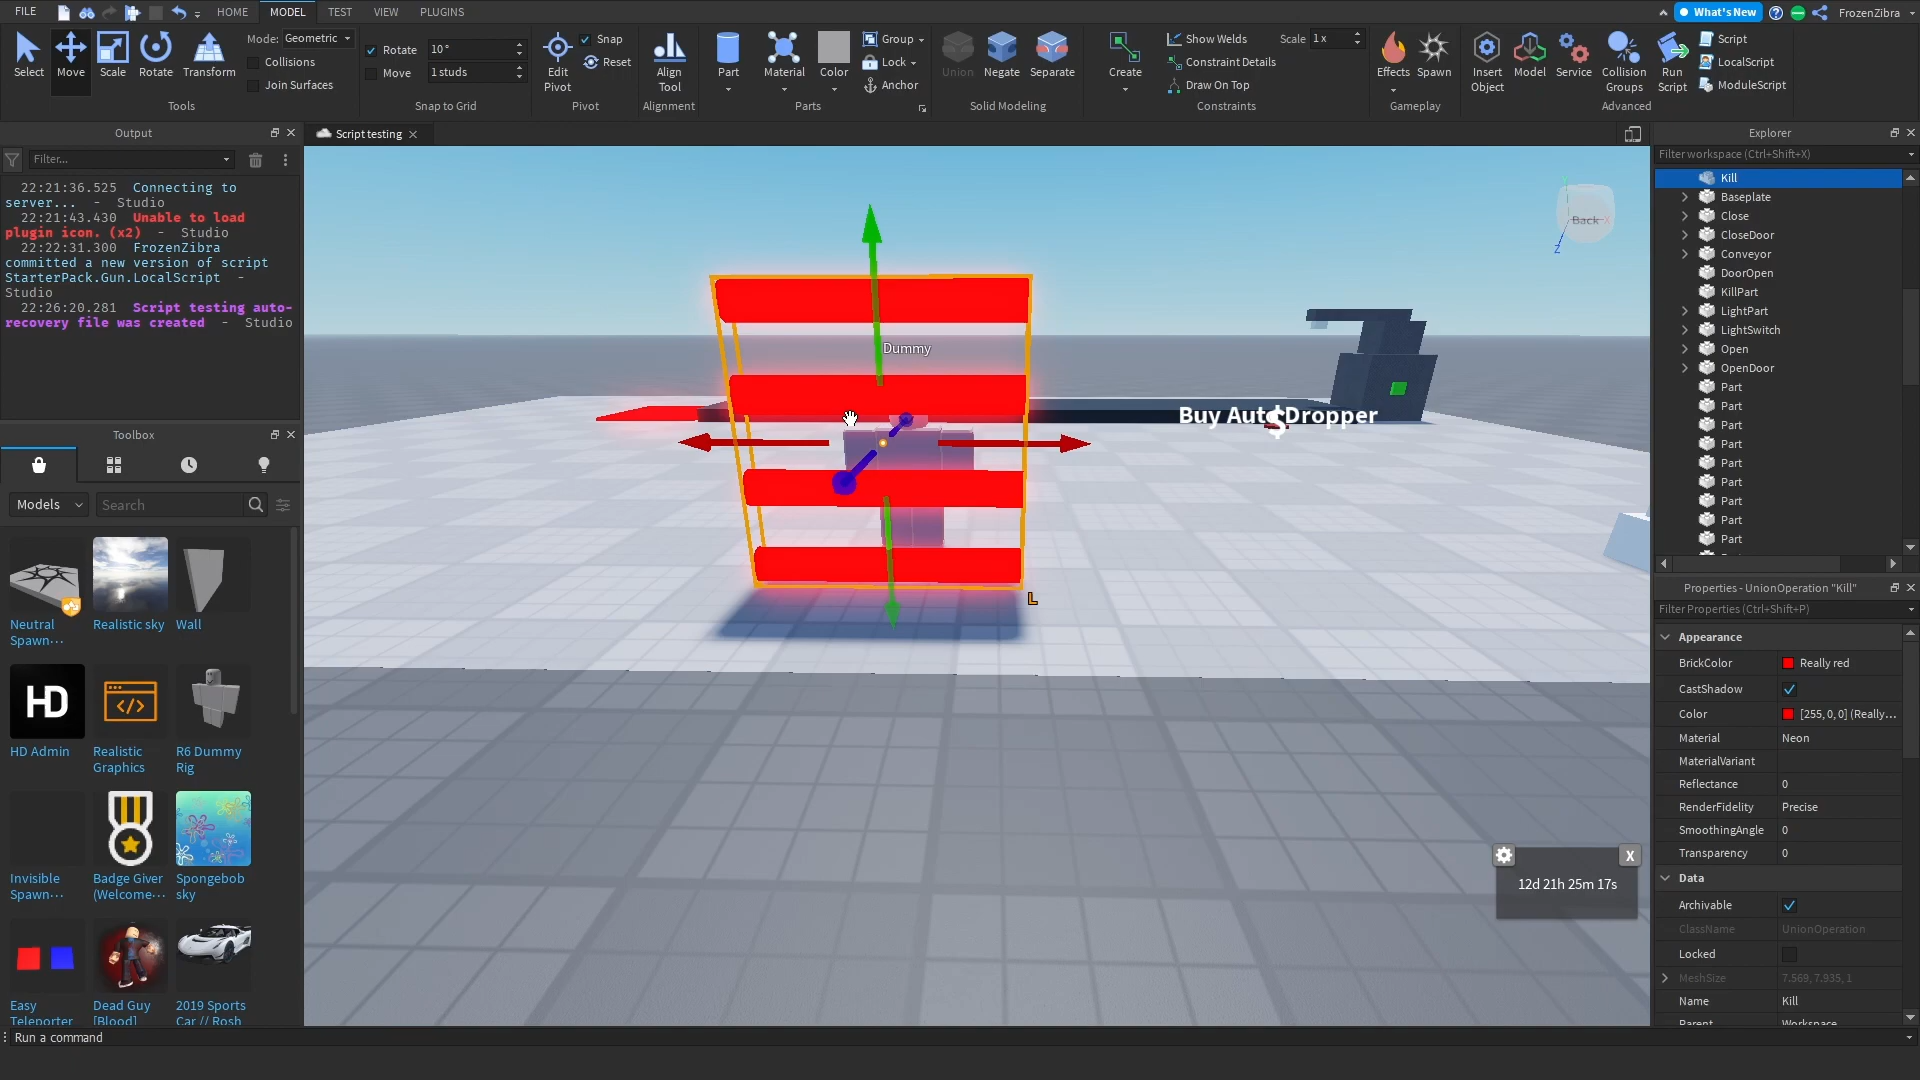 FILE
HOME
MODEL
TEST
VIEW
PLUGINS
What's New
FrozenZibra
Select
Move
Scale
Rotate
Transform
Mode:
Geometric
Collisions
Join Surfaces
Tools
Rotate
10 °
Move
1 studs
Snap to Grid
Edit
Pivot
Snap
Reset
Pivot
Align
Tool
Alignment
Part
Material
Color
Group
Lock
Anchor
Parts
Union
Negate
Separate
Solid Modeling
Create
Show Welds
Scale
1 x
Constraint Details
Draw On Top
Constraints
Effects
Spawn
Gameplay
Insert
Object
Model
Service
Collision
Groups
Run
Script
Script
LocalScript
ModuleScript
Advanced
Output
Filter...
22:21:36.525 Connecting to
server... - Studio
22:21:43.430 Unable to load
plugin icon. (x2) - Studio
22:22:31.300 FrozenZibra
committed a new version of script
StarterPack.Gun.LocalScript -
Studio
22:26:20.281 Script testing auto-
recovery file was created - Studio
Toolbox
Models
Search
Neutral
Spawn...
Realistic sky
Wall
HD
HD Admin
Realistic
Graphics
R6 Dummy
Rig
Invisible
Spawn...
Badge Giver
(Welcome...
Spongebob
sky
Easy
Teleporter
Dead Guy
[Blood]
2019 Sports
Car // Rosh
Run a command
Script testing
Dummy
Buy Auto Dropper
$
Back
X
Z
L
X
12d 21h 25m 17s
Explorer
Filter workspace (Ctrl+Shift+X)
Kill
Baseplate
Close
CloseDoor
Conveyor
DoorOpen
KillPart
LightPart
LightSwitch
Open
OpenDoor
Part
Part
Part
Part
Part
Part
Part
Part
Part
Properties - UnionOperation "Kill"
Filter Properties (Ctrl+Shift+P)
Appearance
BrickColor
Really red
CastShadow
Color
[255, 0, 0] (Really...
Material
Neon
MaterialVariant
Reflectance
0
RenderFidelity
Precise
SmoothingAngle
0
Transparency
0
Data
Archivable
ClassName
UnionOperation
Locked
MeshSize
7.569, 7.935, 1
Name
Kill
Parent
Workspace